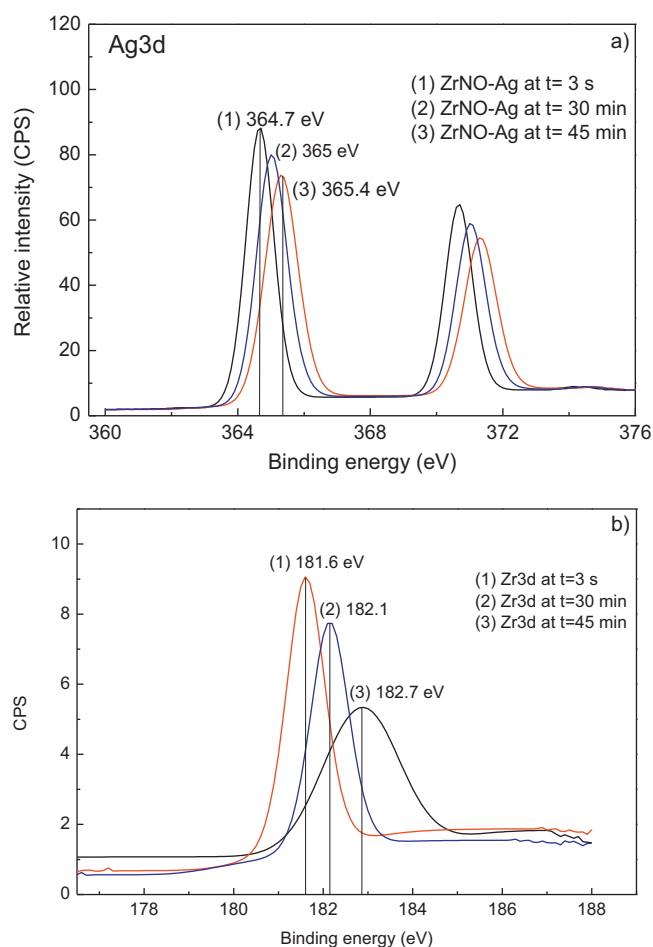 Ag3d
a)
(1) ZrNO-Ag at t= 3 s
(2) ZrNO-Ag at t= 30 min
(3) ZrNO-Ag at t= 45 min
(1) 364.7 eV
(2) 365 eV
(3) 365.4 eV
Relative intensity (CPS)
120
100
80
60
40
20
0
360
364
368
372
376
Binding energy (eV)
b)
(1) Zr3d at t=3 s
(2) Zr3d at t=30 min
(3) Zr3d at t=45 min
(1) 181.6 eV
(2) 182.1
(3) 182.7 eV
CPS
10
8
6
4
2
0
178
180
182
184
186
188
Binding energy (eV)